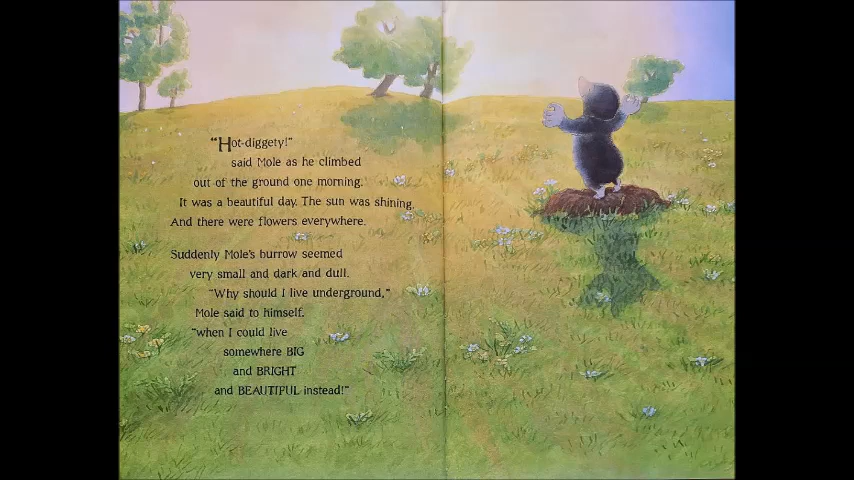 "Hot-diggety!"
said Mole as he climbed
out of the ground one morning.
It was a beautiful day. The sun was shining.
And there were flowers everywhere.
Suddenly Mole's burrow seemed
very small and dark and dull.
"Why should I live underground,"
Mole said to himself.
"when I could live
somewhere BIG
and BRIGHT
and BEAUTIFUL instead!"